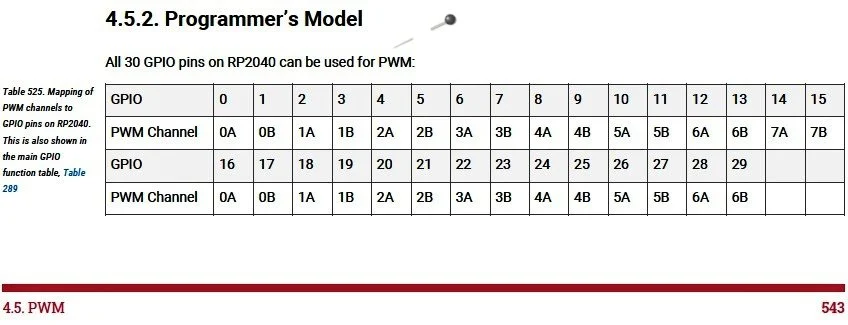 4.5.2. Programmer's Model
All 30 GPIO pins on RP2040 can be used for PWM:
Table 525. Mapping of
PWM channels to
GPIO pins on RP2040.
This is also shown in
the main GPIO
function table, Table
289
GPIO 0 1 2 3 4 5 6 7 8 9 10 11 12 13 14 15
PWM Channel 0A 0B 1A 1B 2A 2B 3A 3B 4A 4B 5A 5B 6A 6B 7A 7B
GPIO 16 17 18 19 20 21 22 23 24 25 26 27 28 29
PWM Channel 0A 0B 1A 1B 2A 2B 3A 3B 4A 4B 5A 5B 6A 6B
4.5. PWM 543